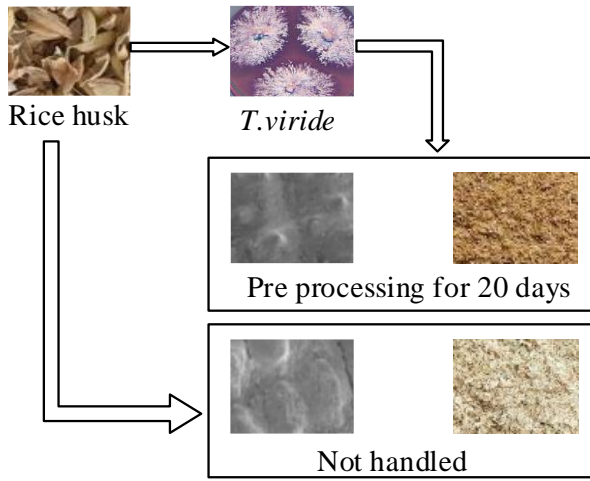 Rice husk
T.viride
Pre processing for 20 days
Not handled